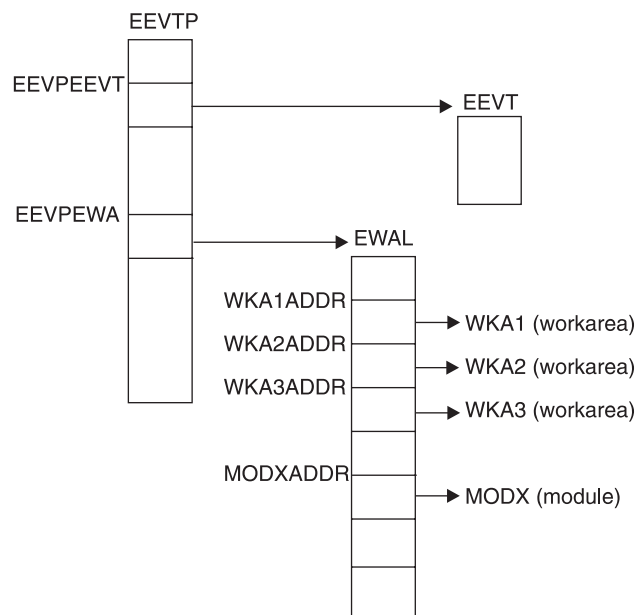 EEVTP
EEVPEEVT
EEVT
EEVPEWA
EWAL
WKA1ADDR
WKA1 (workarea)
WKA2ADDR
WKA2 (workarea)
WKA3ADDR
WKA3 (workarea)
MODXADDR
MODX (module)